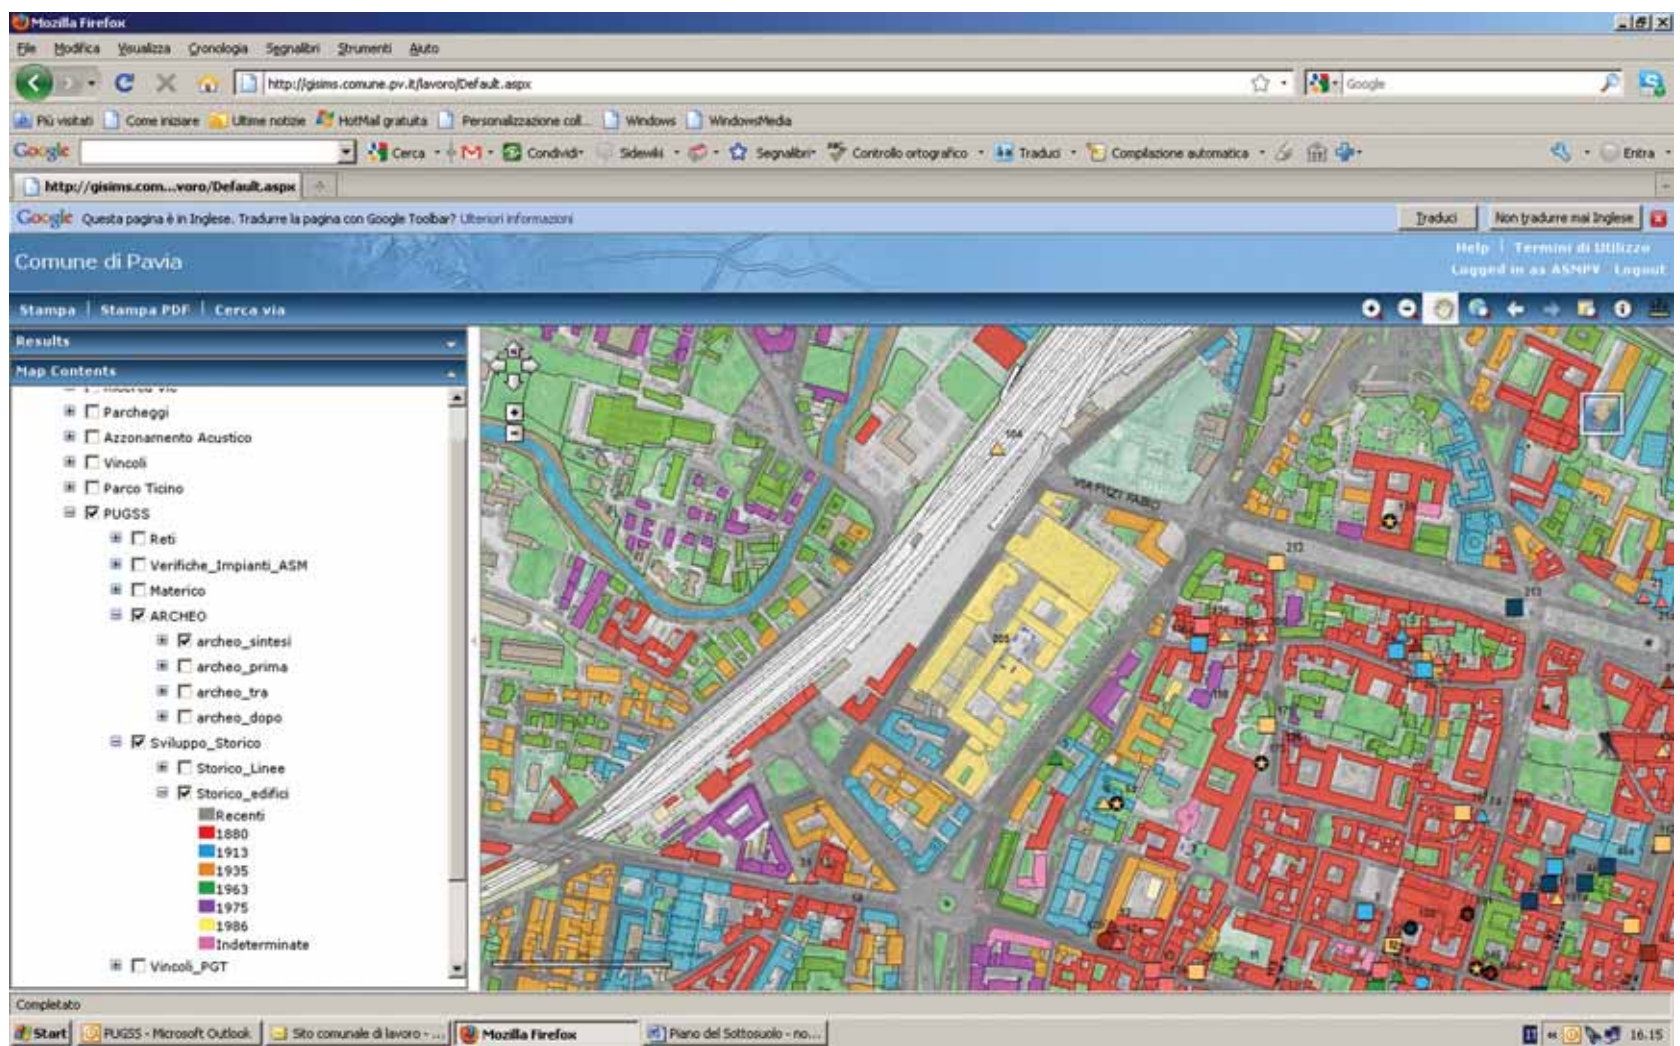 Mozilla Firefox
File Modifica Visualizza Cronologia Segnalibri Strumenti Aiuto
http://gisims.comune.pv.it/lavoro/Default.aspx
Google
Più visitati Come iniziare Ultime notizie HotMail gratuita Personalizzazione coll... Windows WindowsMedia
Google Cerca Condividi Sidewiki Segnalibri Controllo ortografico Traduci Compilazione automatica Entra
http://gisims.com...voro/Default.aspx
Google Questa pagina è in Inglese. Tradurre la pagina con Google Toolbar? Ulteriori informazioni Traduci Non tradurre mai Inglese
Help Termini di Utilizzo
Comune di Pavia
Logged in as ASMPV Logout
Stampa Stampa PDF Cerca via
Results
Map Contents
Parcheggi
Azzonamento Acustico
Vincoli
Parco Ticino
PUGSS
Reti
Verifiche_Impianti_ASM
Materico
ARCHEO
archeo_sintesi
archeo_prima
archeo_tra
archeo_dopo
Sviluppo_Storico
Storico_Linee
Storico_edifici
Recenti
1880
1913
1935
1963
1975
1986
Indeterminate
Vincoli_PGT
104
212
213
205
Completato
Start PUGSS - Microsoft Outlook Sito comunale di lavoro - ... Mozilla Firefox Piano del Sottosuolo - no... 16.15